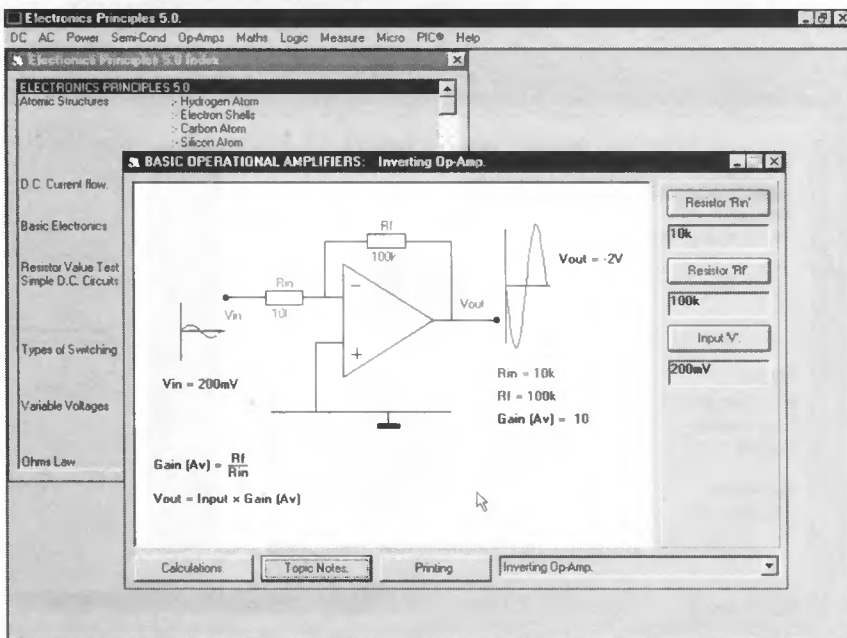 Electronics Principles 5.0.
DC AC Power Semi-Cond Op-Amps Maths Logic Measure Micro PIC® Help
Electronics Principles 5.0 Index
ELECTRONICS PRINCIPLES 5.0
Atomic Structures :- Hydrogen Atom
:- Electron Shells
:- Carbon Atom
:- Silicon Atom
D.C. Current flow.
Basic Electronics
Resistor Value Test
Simple D.C. Circuits
Types of Switching
Variable Voltages
Ohms Law
BASIC OPERATIONAL AMPLIFIERS: Inverting Op-Amp.
Rf
100k
Rin
Vin
Vin = 200mV
−
+
Vout
Vout = -2V
Rin = 10k
Rf = 100k
Gain (Av) = 10
Gain (Av) = Rf
Rin
Vout = Input × Gain (Av)
Resistor 'Rin'
10k
Resistor 'Rf'.
100k
Input 'V'.
200mV
Calculations
Topic Notes.
Printing
Inverting Op-Amp.